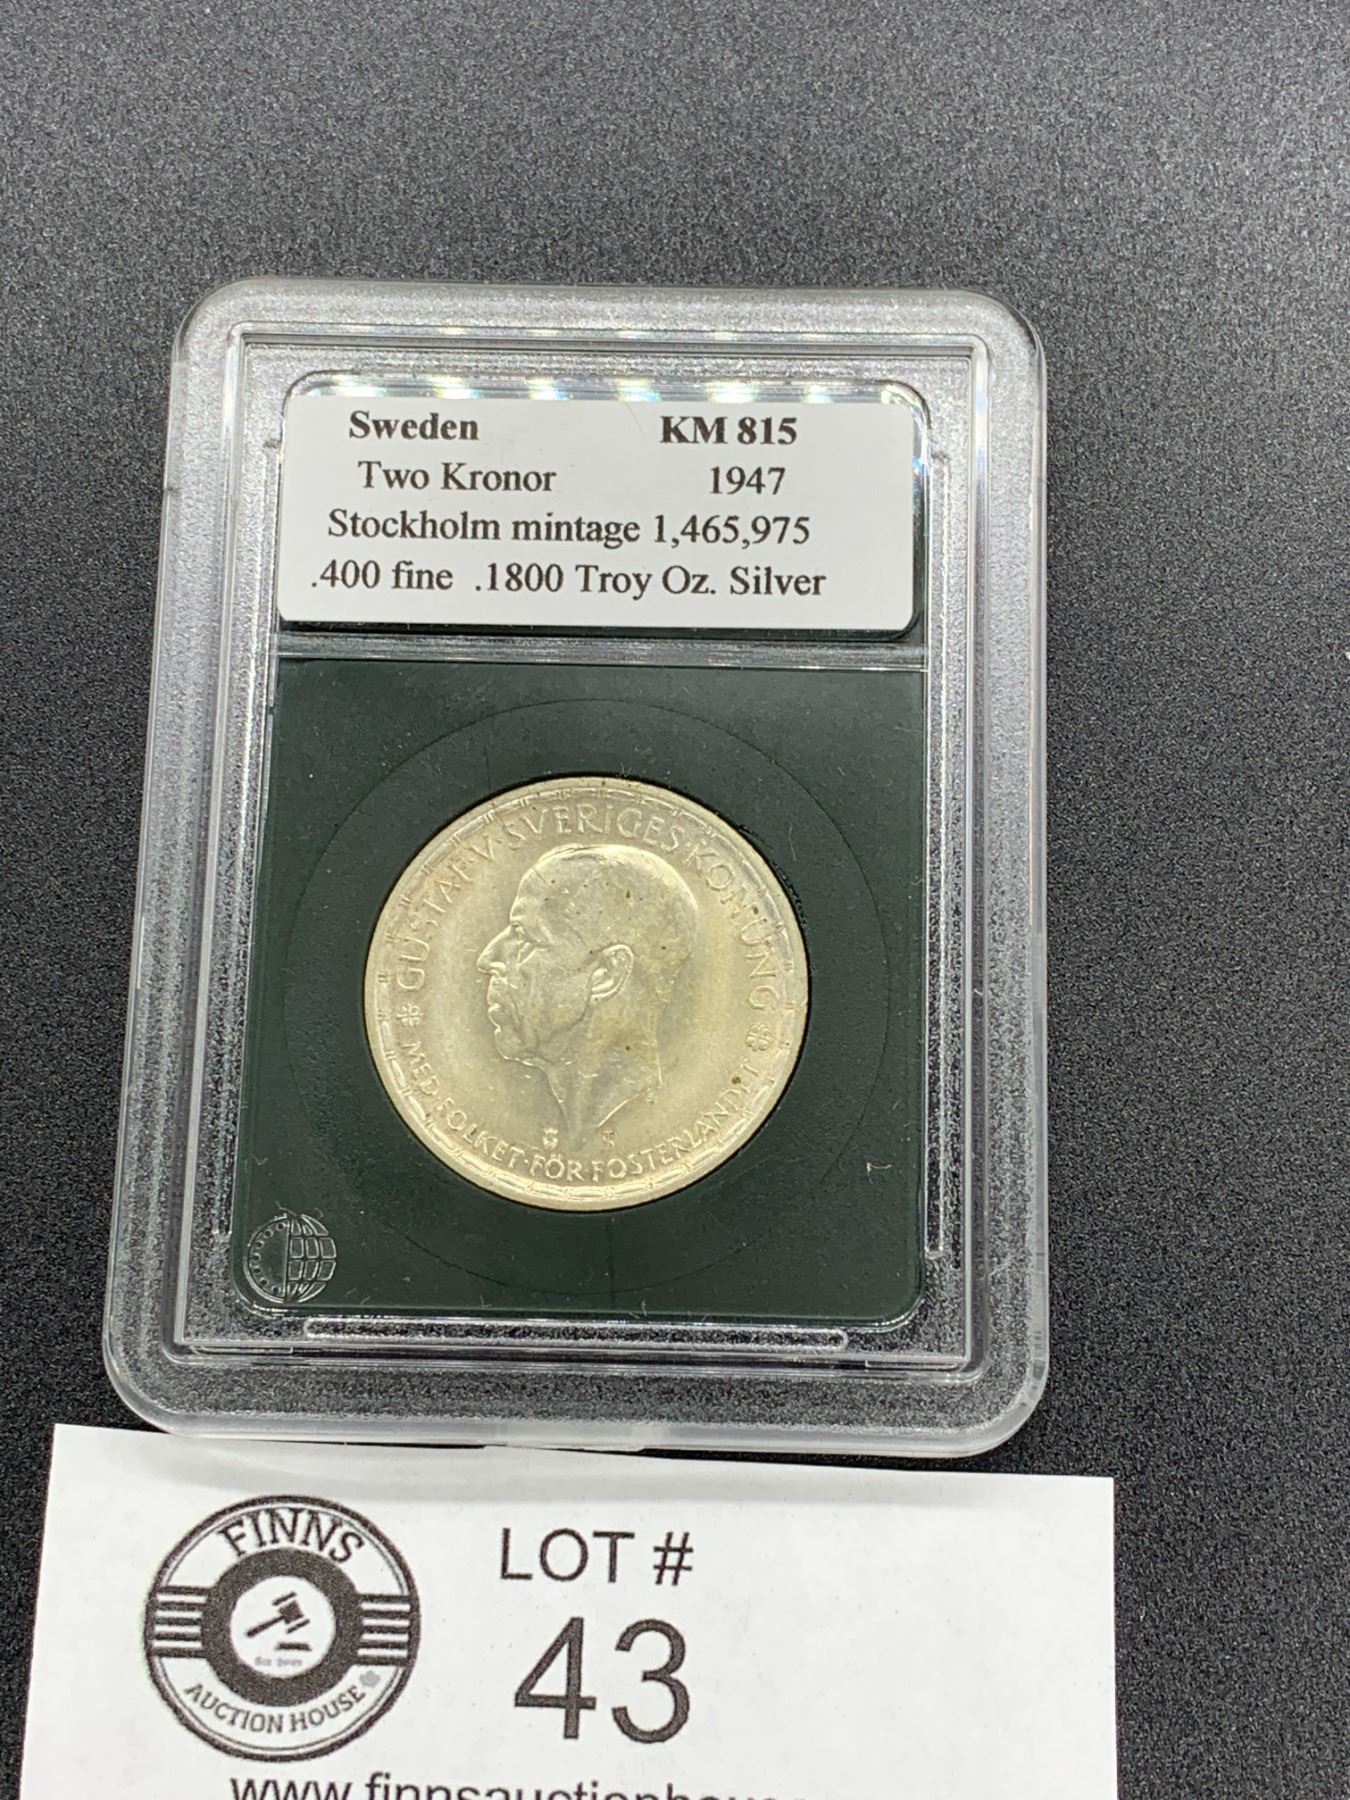 Sweden KM 815
Two Kronor 1947
Stockholm mintage 1,465,975
.400 fine .1800 Troy Oz. Silver
GUSTAF·V·SVERIGES·KONUNG
MED·FOLKET·FÖR·FOSTERLANDET
FINNS
AUCTION HOUSE
LOT #
43